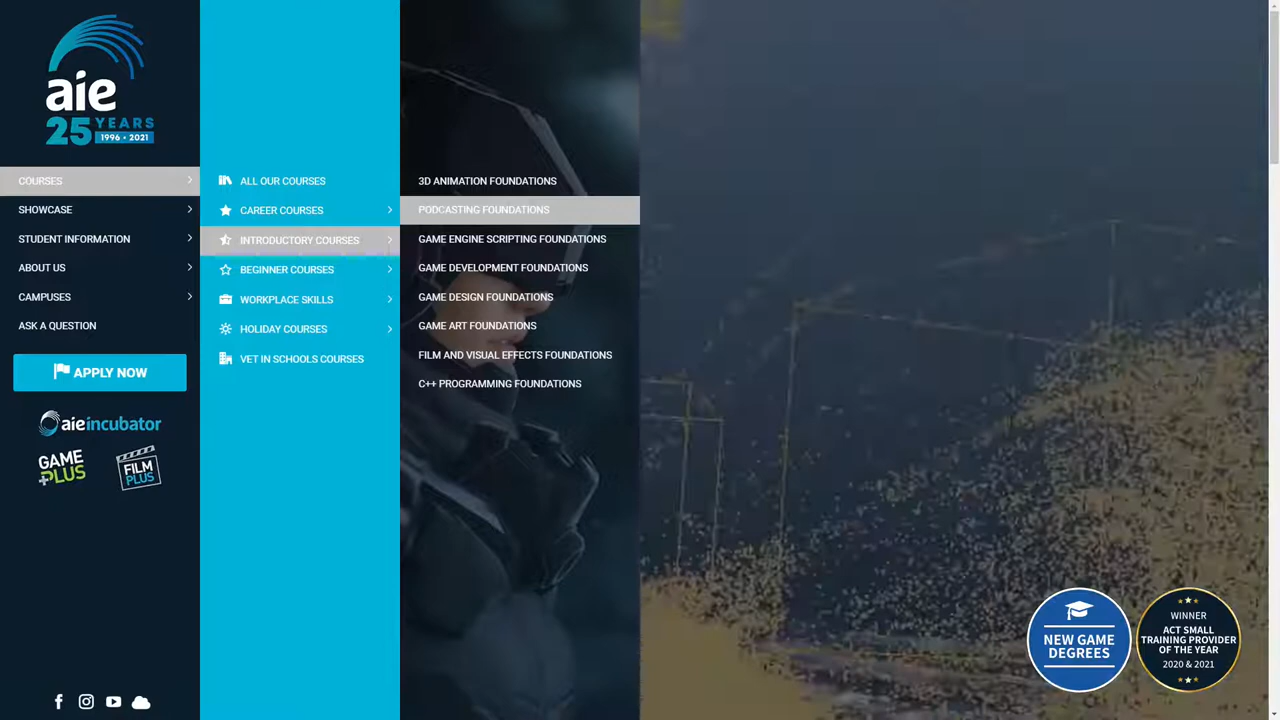 aie
25 YEARS
1996 • 2021
COURSES
SHOWCASE
STUDENT INFORMATION
ABOUT US
CAMPUSES
ASK A QUESTION
APPLY NOW
aieincubator
GAME
+PLUS
FILM
PLUS
ALL OUR COURSES
CAREER COURSES
INTRODUCTORY COURSES
BEGINNER COURSES
WORKPLACE SKILLS
HOLIDAY COURSES
VET IN SCHOOLS COURSES
3D ANIMATION FOUNDATIONS
PODCASTING FOUNDATIONS
GAME ENGINE SCRIPTING FOUNDATIONS
GAME DEVELOPMENT FOUNDATIONS
GAME DESIGN FOUNDATIONS
GAME ART FOUNDATIONS
FILM AND VISUAL EFFECTS FOUNDATIONS
C++ PROGRAMMING FOUNDATIONS
NEW GAME
DEGREES
WINNER
ACT SMALL
TRAINING PROVIDER
OF THE YEAR
2020 & 2021